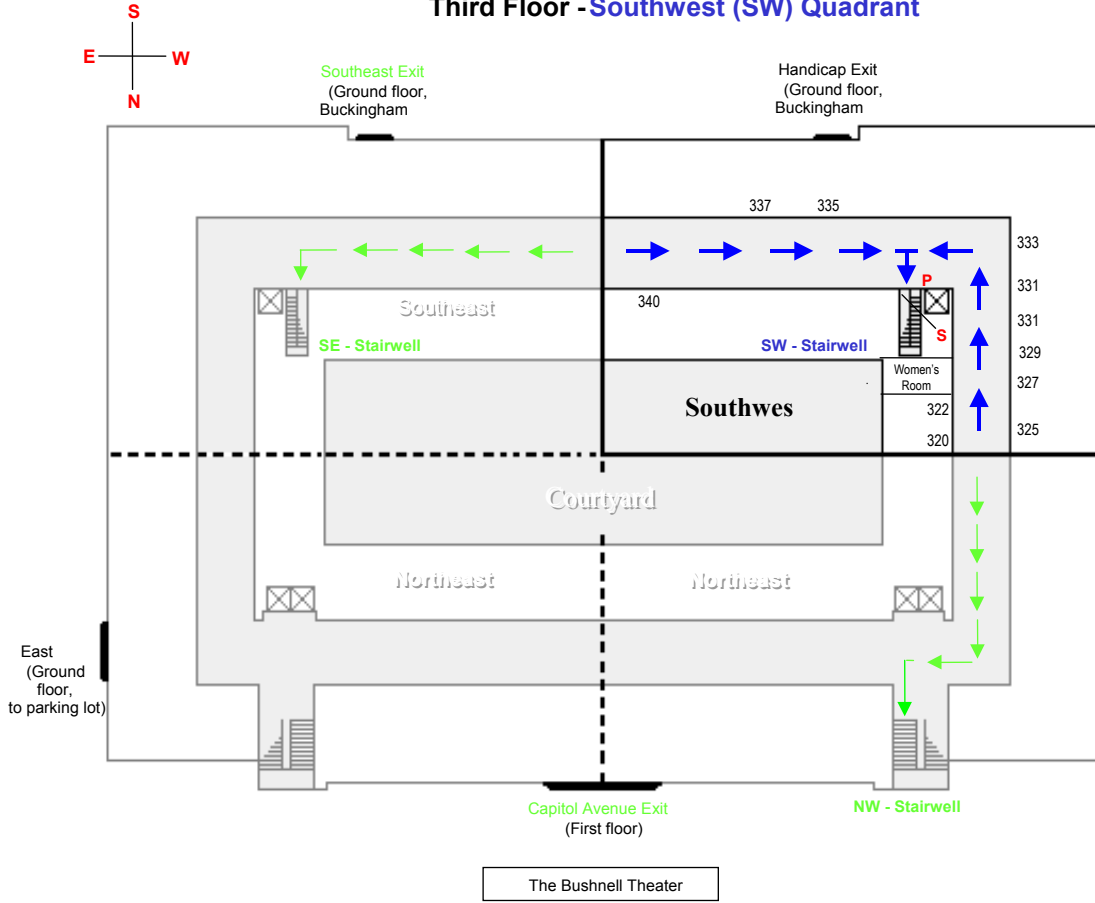 Third Floor - Southwest (SW) Quadrant
S
E W
N
Southeast Exit
(Ground floor,
Buckingham
Handicap Exit
(Ground floor,
Buckingham
337 335
333
P
331
340
Southeast
331
S
SE - Stairwell
SW - Stairwell
329
Women's
Room
327
Southwes
322
325
320
Courtyard
Northeast
Northeast
East
(Ground
floor,
to parking lot)
Capitol Avenue Exit
(First floor)
NW - Stairwell
The Bushnell Theater